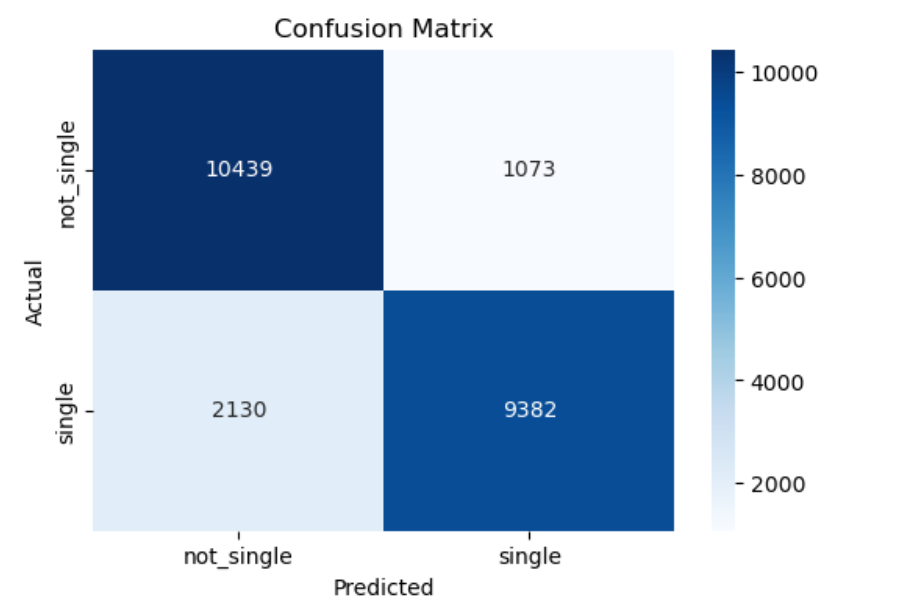 Confusion Matrix
not_single
10439
1073
Actual
single
2130
9382
not_single
single
Predicted
10000
8000
6000
4000
2000